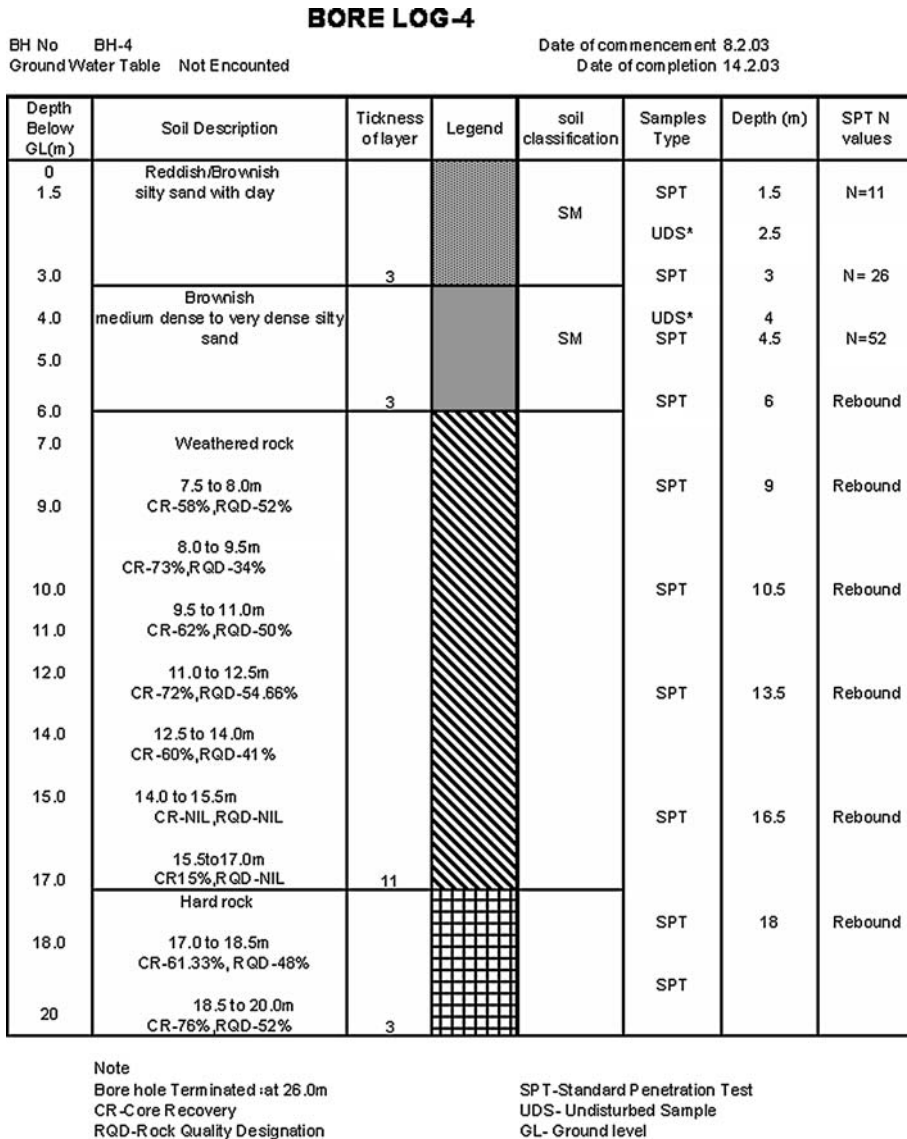 BORE LOG-4
BH No BH-4 Date of commencement 8.2.03
Ground Water Table Not Encounted Date of completion 14.2.03
Depth Below GL(m) Soil Description Tickness of layer Legend soil classification Samples Type Depth (m) SPT N values
0 Reddish/Brownish
1.5 silty sand with clay SPT 1.5 N=11
SM
UDS* 2.5
3.0 3 SPT 3 N= 26
Brownish
4.0 medium dense to very dense silty UDS* 4
sand SM SPT 4.5 N=52
5.0
6.0 3 SPT 6 Rebound
7.0 Weathered rock
7.5 to 8.0m SPT 9 Rebound
9.0 CR-58%,RQD-52%
8.0 to 9.5m
CR-73%,RQD-34%
10.0 SPT 10.5 Rebound
9.5 to 11.0m
11.0 CR-62%,RQD-50%
12.0 11.0 to 12.5m
CR-72%,RQD-54.66% SPT 13.5 Rebound
14.0 12.5 to 14.0m
CR-60%,RQD-41%
15.0 14.0 to 15.5m
CR-NIL,RQD-NIL SPT 16.5 Rebound
15.5to17.0m
17.0 CR15%,RQD-NIL 11
Hard rock
SPT 18 Rebound
18.0 17.0 to 18.5m
CR-61.33%, RQD-48%
SPT
18.5 to 20.0m
20 CR-76%,RQD-52% 3
Note
Bore hole Terminated :at 26.0m SPT-Standard Penetration Test
CR-Core Recovery UDS- Undisturbed Sample
RQD-Rock Quality Designation GL- Ground level